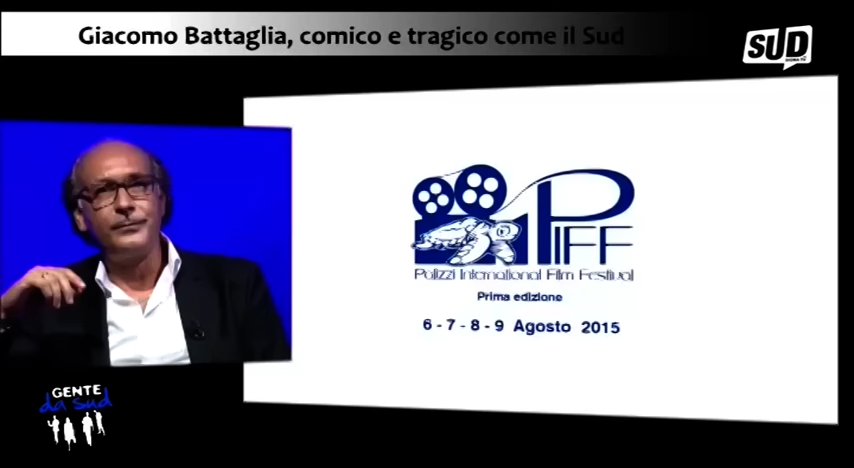 Giacomo Battaglia, comico e tragico come il Sud
SUD
PIFF
Palizzi International Film Festival
Prima edizione
6 - 7 - 8 - 9 Agosto 2015
GENTE
da Sud